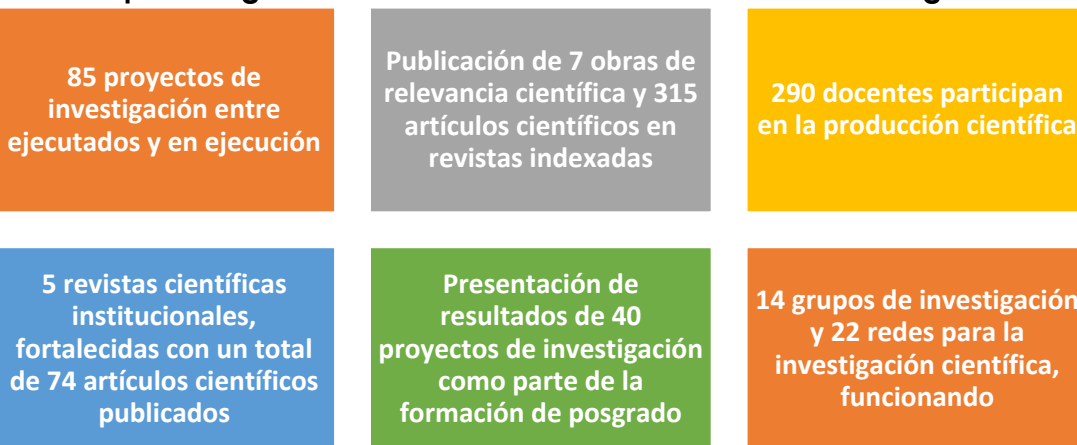 85 proyectos de
investigación entre
ejecutados y en ejecución
Publicación de 7 obras de
relevancia científica y 315
artículos científicos en
revistas indexadas
290 docentes participan
en la producción científica
5 revistas científicas
institucionales,
fortalecidas con un total
de 74 artículos científicos
publicados
Presentación de
resultados de 40
proyectos de investigación
como parte de la
formación de posgrado
14 grupos de investigación
y 22 redes para la
investigación científica,
funcionando